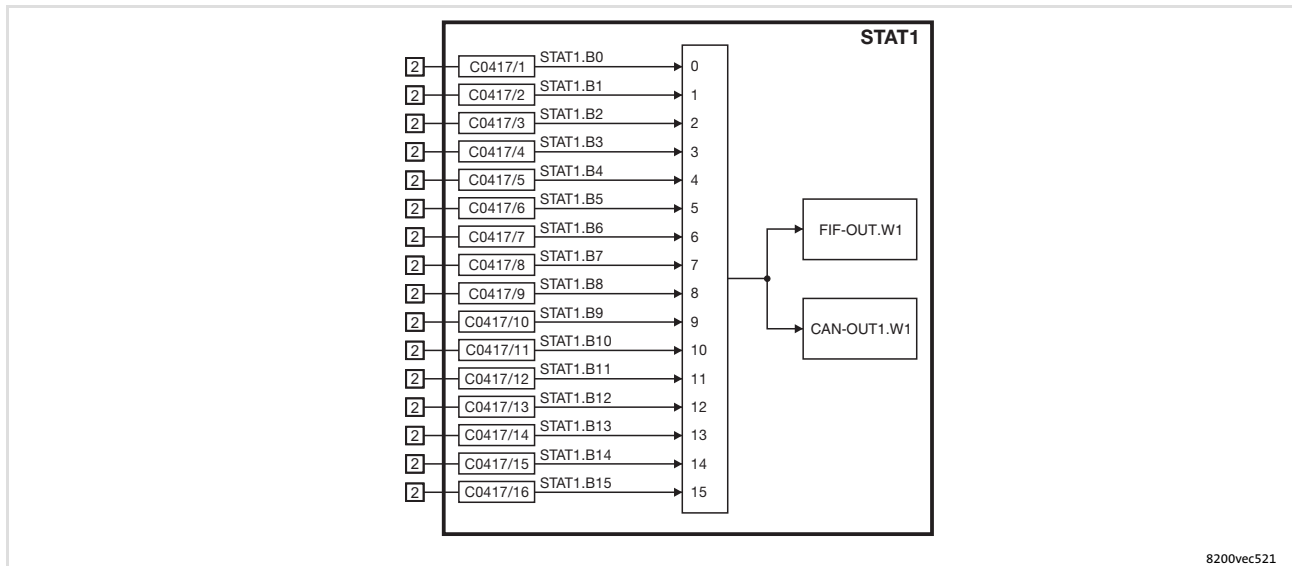 STAT1
2 C0417/1 STAT1.B0 0
2 C0417/2 STAT1.B1 1
2 C0417/3 STAT1.B2 2
2 C0417/4 STAT1.B3 3
2 C0417/5 STAT1.B4 4
2 C0417/6 STAT1.B5 5
2 C0417/7 STAT1.B6 6
2 C0417/8 STAT1.B7 7
2 C0417/9 STAT1.B8 8
2 C0417/10 STAT1.B9 9
2 C0417/11 STAT1.B10 10
2 C0417/12 STAT1.B11 11
2 C0417/13 STAT1.B12 12
2 C0417/14 STAT1.B13 13
2 C0417/15 STAT1.B14 14
2 C0417/16 STAT1.B15 15
FIF-OUT.W1
CAN-OUT1.W1
8200vec521